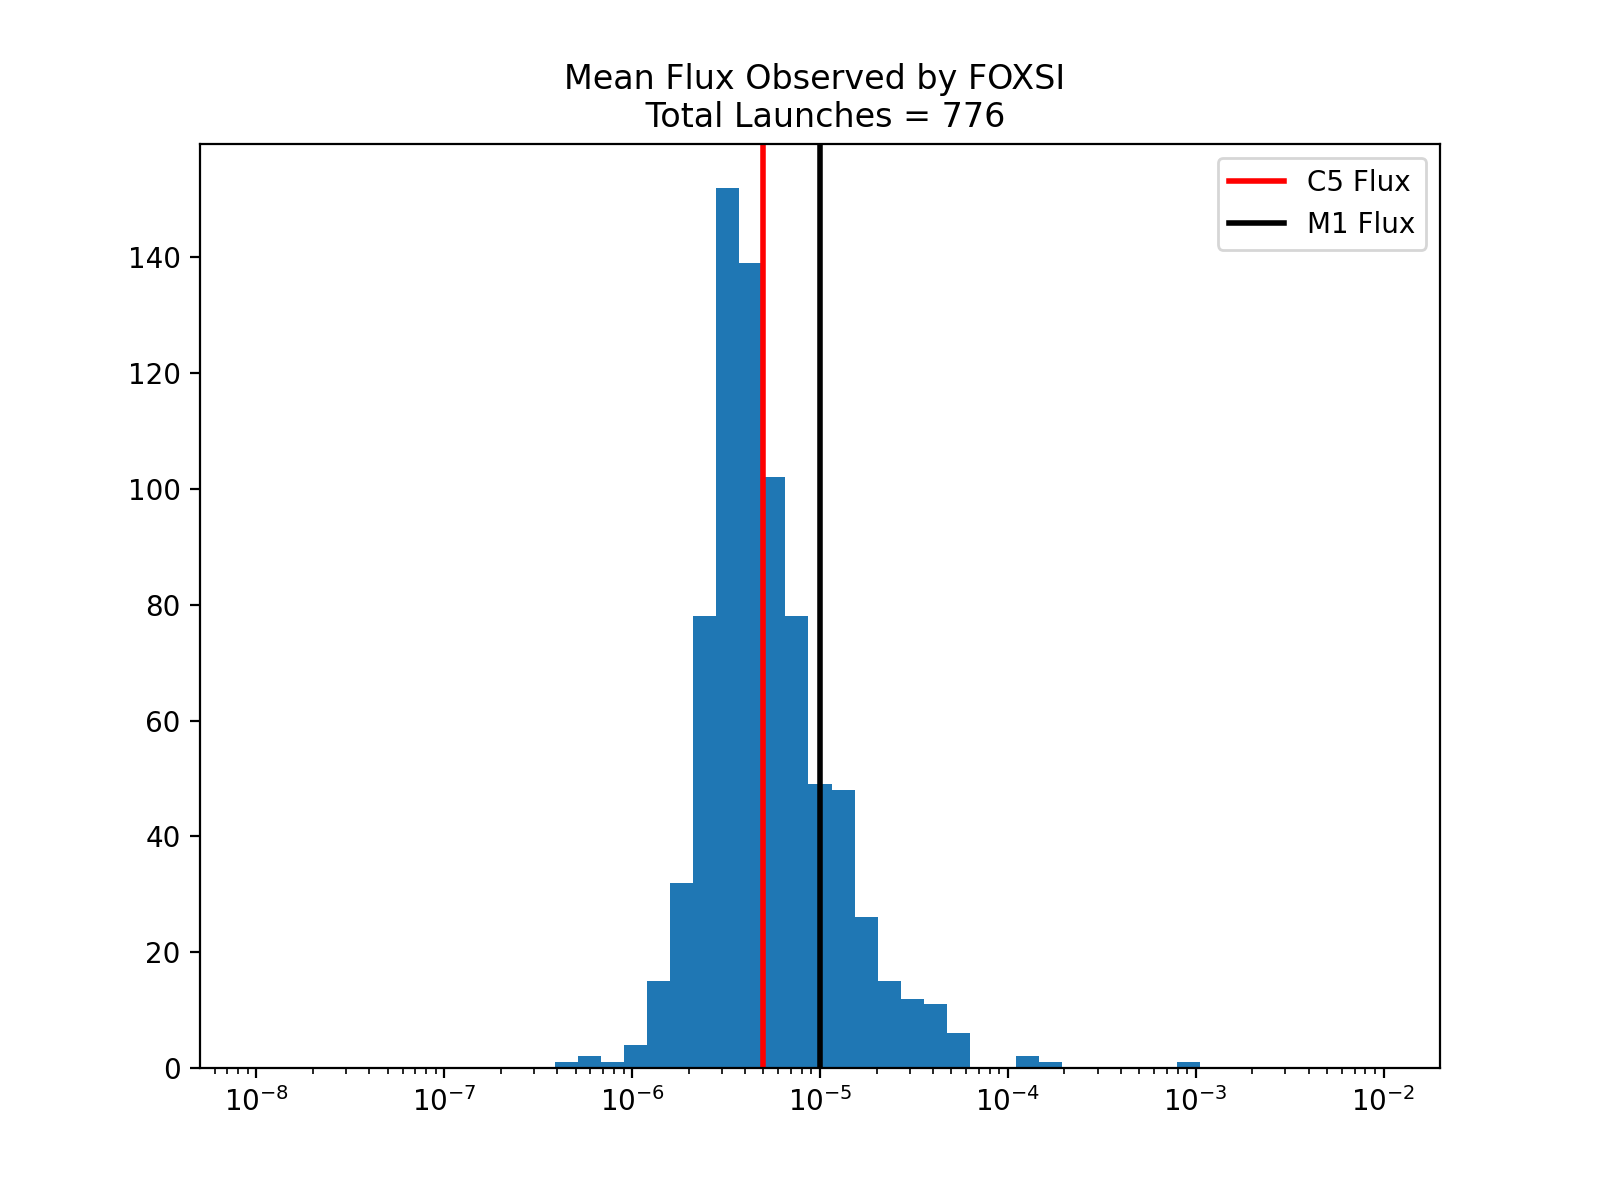 Mean Flux Observed by FOXSI
Total Launches = 776
C5 Flux
M1 Flux
140
120
100
80
60
40
20
0
10⁻⁸ 10⁻⁷ 10⁻⁶ 10⁻⁵ 10⁻⁴ 10⁻³ 10⁻²